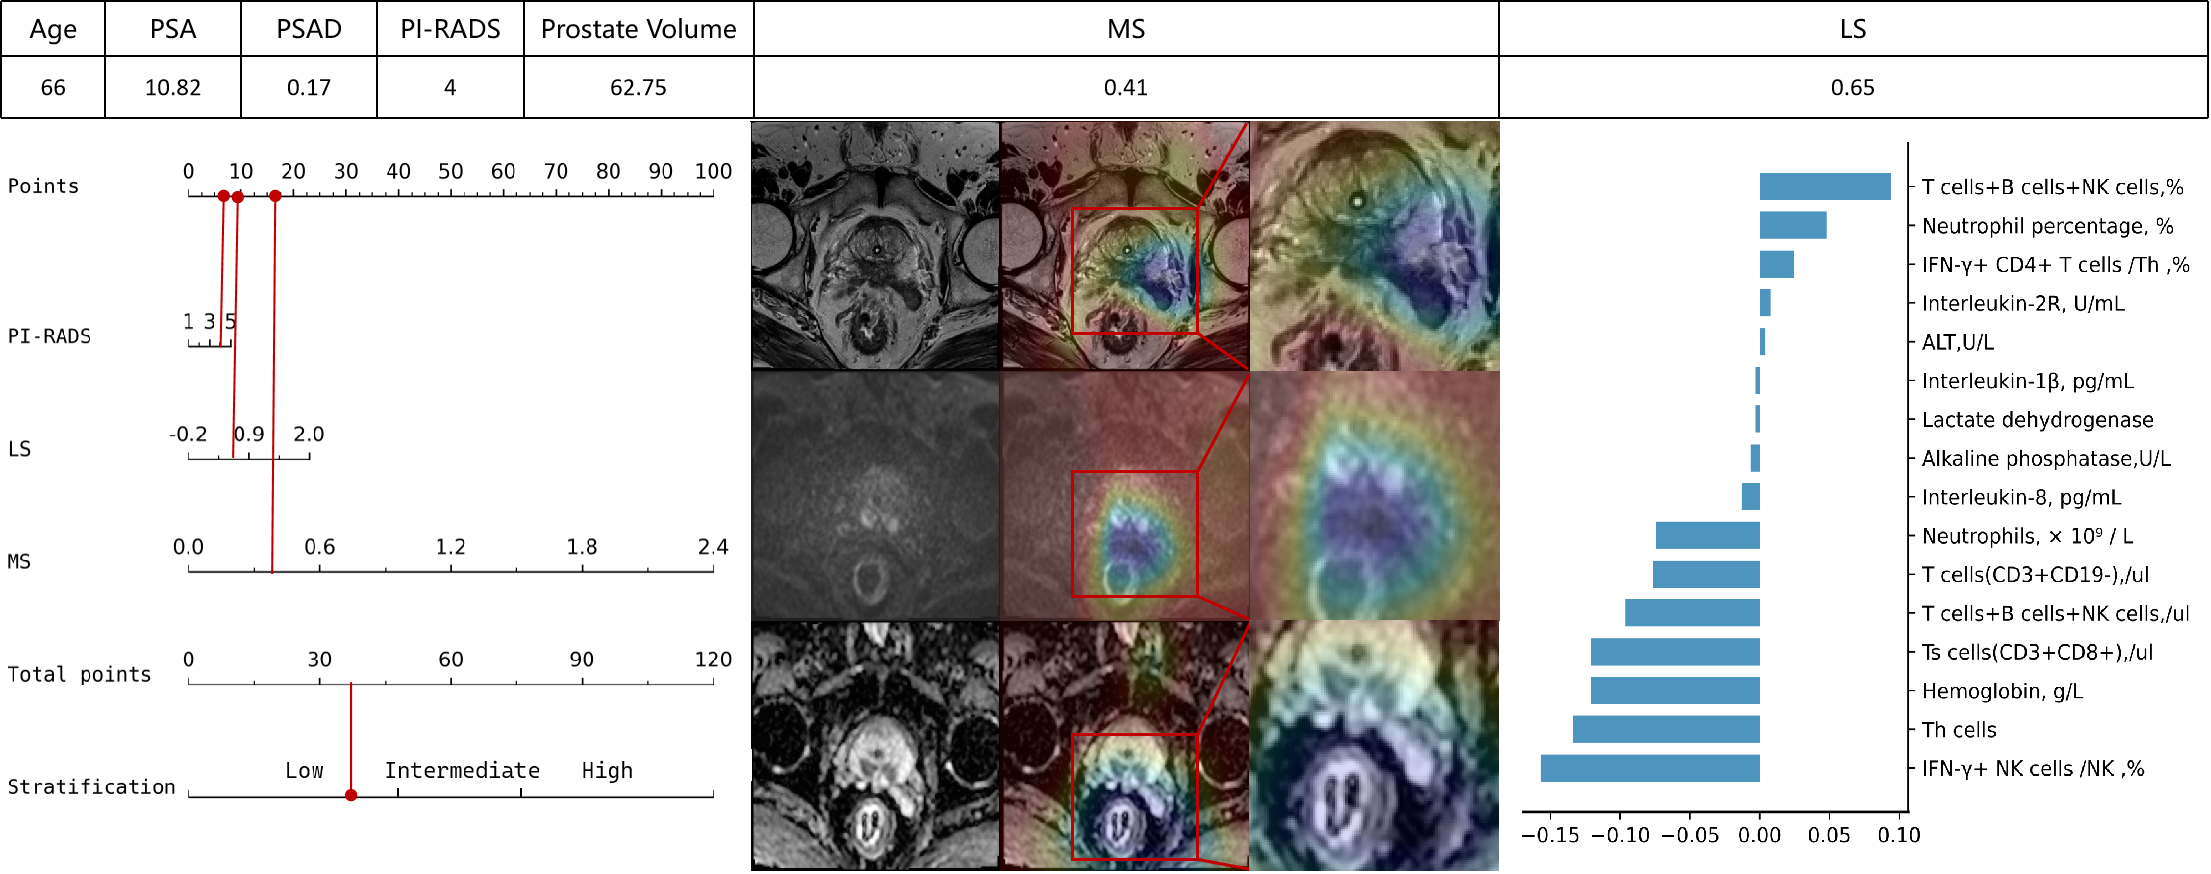 Age PSA PSAD PI-RADS Prostate Volume MS LS
66 10.82 0.17 4 62.75 0.41 0.65
Points 0 10 20 30 40 50 60 70 80 90 100
PI-RADS 1 3 5
LS -0.2 0.9 2.0
MS 0.0 0.6 1.2 1.8 2.4
Total points 0 30 60 90 120
Stratification Low Intermediate High
T cells+B cells+NK cells,%
Neutrophil percentage, %
IFN-γ+ CD4+ T cells /Th ,%
Interleukin-2R, U/mL
ALT,U/L
Interleukin-1β, pg/mL
Lactate dehydrogenase
Alkaline phosphatase,U/L
Interleukin-8, pg/mL
Neutrophils, × 10⁹ / L
T cells(CD3+CD19-),/ul
T cells+B cells+NK cells,/ul
Ts cells(CD3+CD8+),/ul
Hemoglobin, g/L
Th cells
IFN-γ+ NK cells /NK ,%
−0.15 −0.10 −0.05 0.00 0.05 0.10